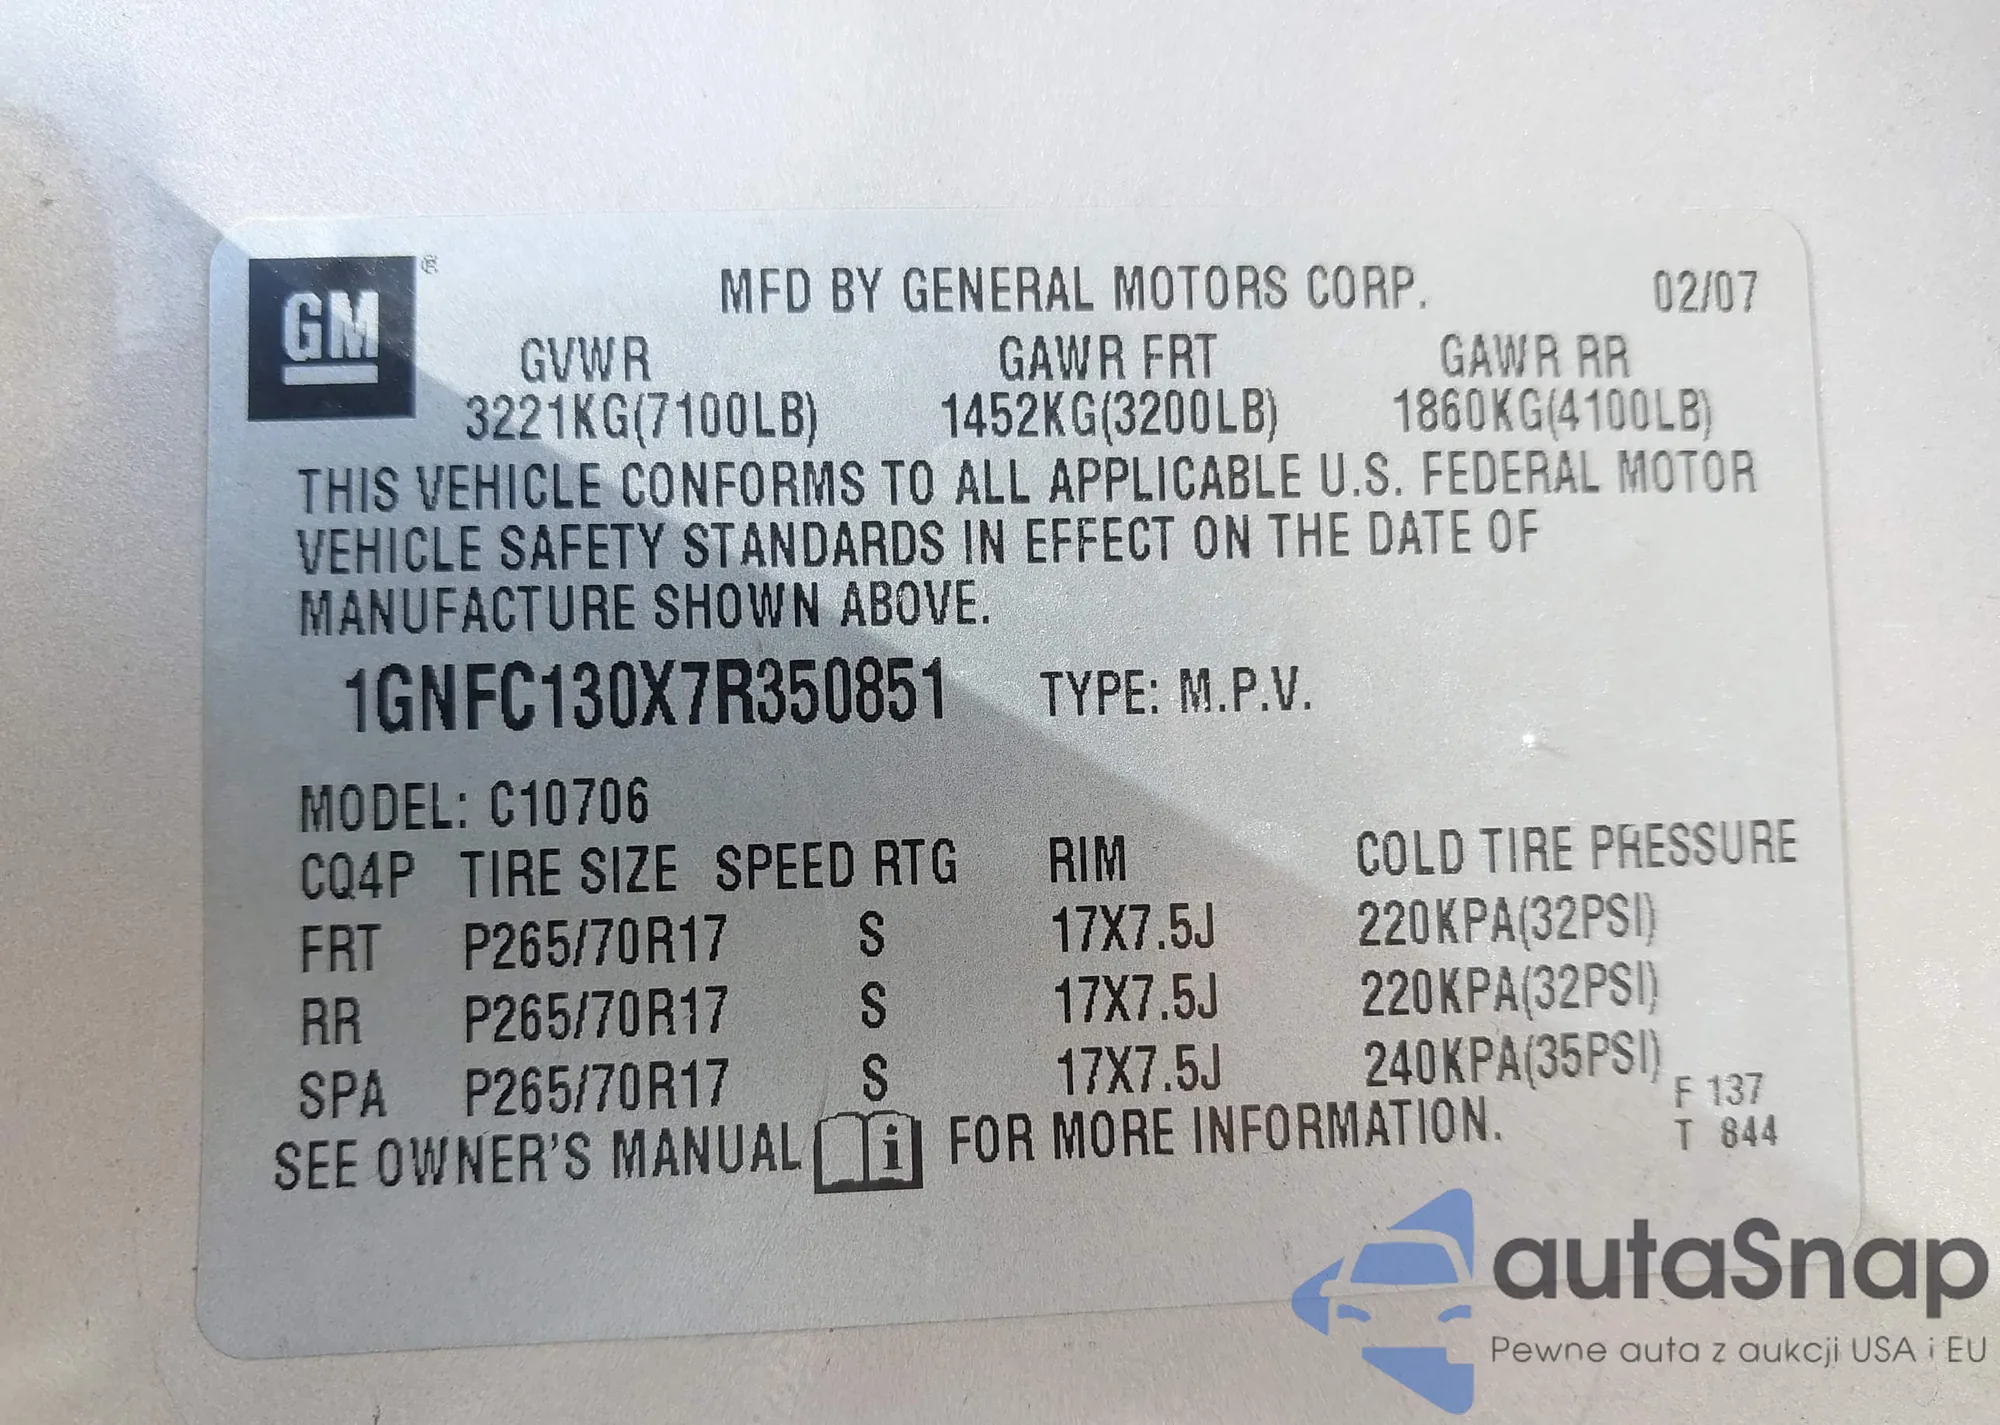 GM ®
MFD BY GENERAL MOTORS CORP. 02/07
GVWR GAWR FRT GAWR RR
3221KG(7100LB) 1452KG(3200LB) 1860KG(4100LB)
THIS VEHICLE CONFORMS TO ALL APPLICABLE U.S. FEDERAL MOTOR
VEHICLE SAFETY STANDARDS IN EFFECT ON THE DATE OF
MANUFACTURE SHOWN ABOVE.
1GNFC130X7R350851 TYPE: M.P.V.
MODEL: C10706
CQ4P TIRE SIZE SPEED RTG RIM COLD TIRE PRESSURE
FRT P265/70R17 S 17X7.5J 220KPA(32PSI)
RR P265/70R17 S 17X7.5J 220KPA(32PSI)
SPA P265/70R17 S 17X7.5J 240KPA(35PSI)
F 137
T 844
SEE OWNER'S MANUAL i FOR MORE INFORMATION.
autaSnap
Pewne auta z aukcji USA i EU